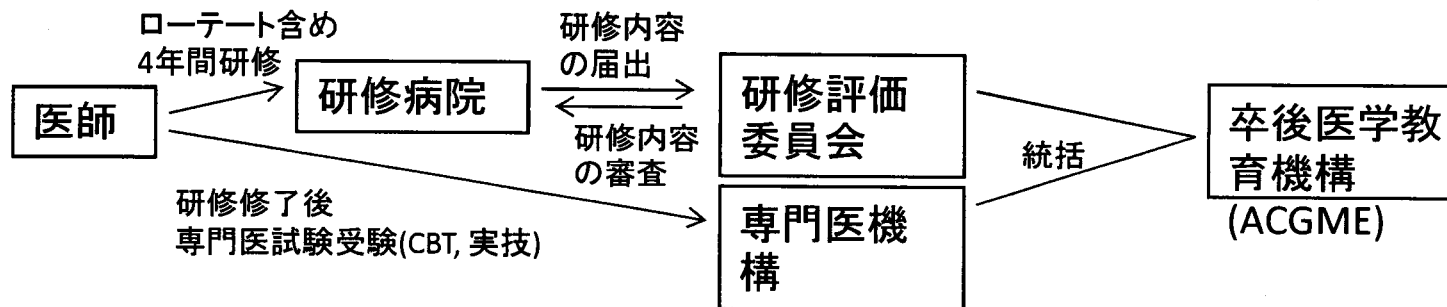 ローテート含め
4年間研修
医師
研修病院
研修内容
の届出
研修内容
の審査
研修評価
委員会
研修修了後
専門医試験受験(CBT, 実技)
専門医機
構
統括
卒後医学教
育機構
(ACGME)